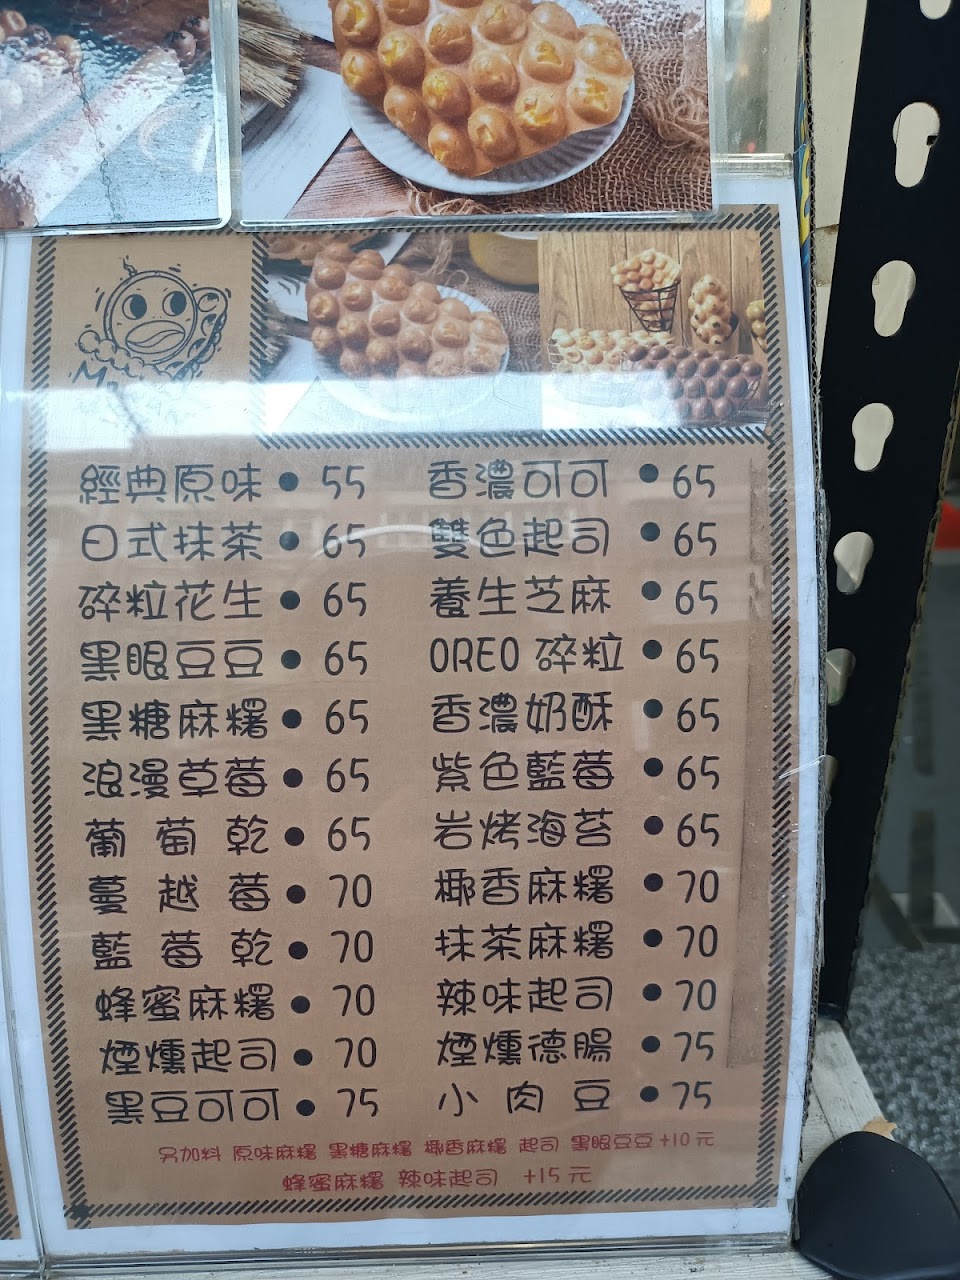 經典原味 • 55 香濃可可 • 65
日式抹茶 • 65 雙色起司 • 65
碎粒花生 • 65 養生芝麻 • 65
黑眼豆豆 • 65 OREO 碎粒 • 65
黑糖麻糬 • 65 香濃奶酥 • 65
浪漫草莓 • 65 紫色藍莓 • 65
葡萄乾 • 65 岩烤海苔 • 65
蔓越莓 • 70 椰香麻糬 • 70
藍莓乾 • 70 抹茶麻糬 • 70
蜂蜜麻糬 • 70 辣味起司 • 70
煙燻起司 • 70 煙燻德腸 • 75
黑豆可可 • 75 小肉豆 • 75
另加料 原味麻糬 黑糖麻糬 椰香麻糬 起司 黑眼豆豆 +10 元
蜂蜜麻糬 辣味起司 +15 元